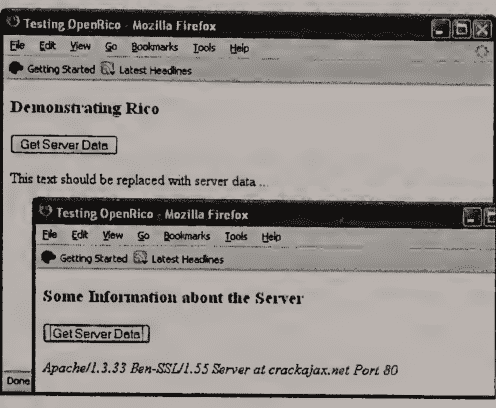 Testing OpenRico - Mozilla Firefox
File Edit View Go Bookmarks Tools Help
Getting Started Latest Headlines
Demonstrating Rico
Get Server Data
This text should be replaced with server data ...
Testing OpenRico - Mozilla Firefox
File Edit View Go Bookmarks Tools Help
Getting Started Latest Headlines
Some Information about the Server
Get Server Data
Apache/1.3.33 Ben-SSL/1.55 Server at crackajax.net Port 80
Done